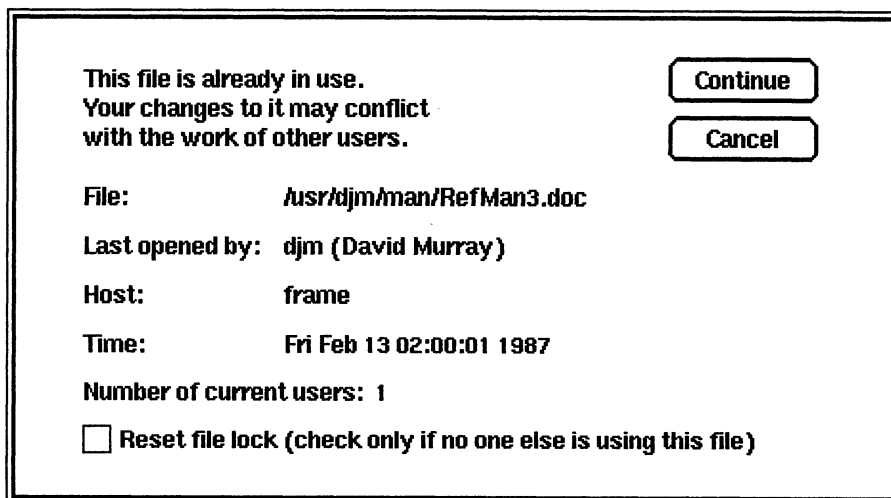 This file is already in use.
Your changes to it may conflict
with the work of other users.
Continue
Cancel
File: /usr/djm/man/RefMan3.doc
Last opened by: djm (David Murray)
Host: frame
Time: Fri Feb 13 02:00:01 1987
Number of current users: 1
Reset file lock (check only if no one else is using this file)